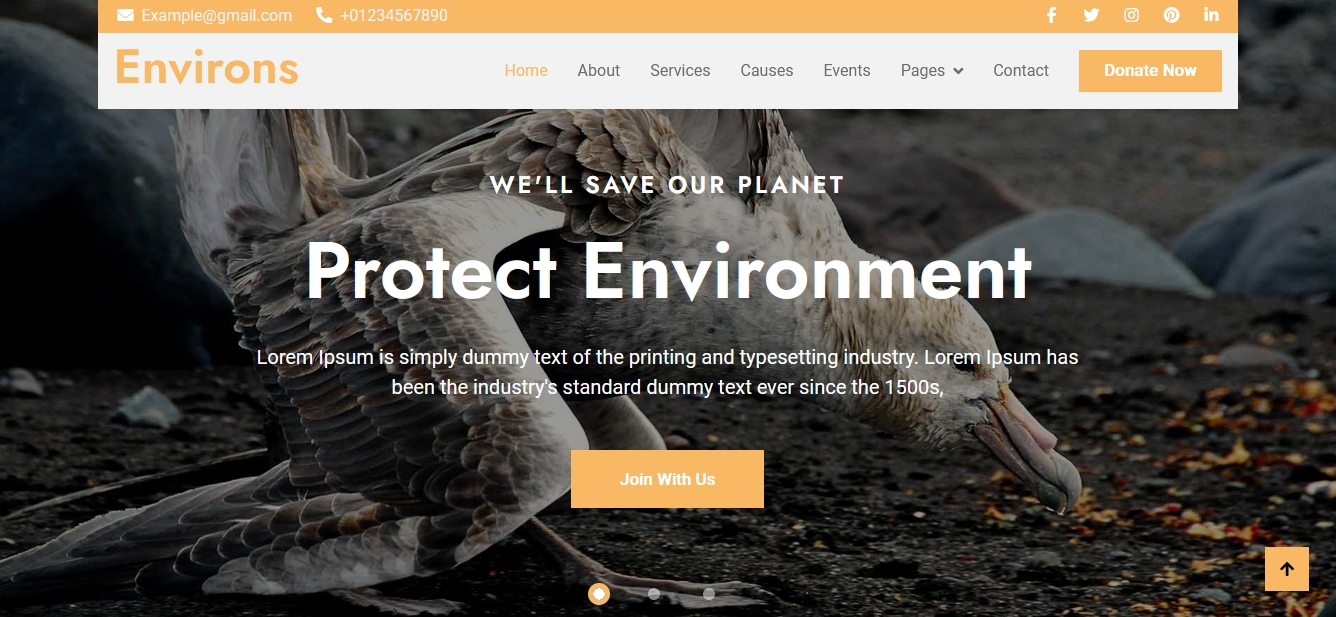 Example@gmail.com +01234567890
Environs
Home About Services Causes Events Pages Contact Donate Now
WE'LL SAVE OUR PLANET
Protect Environment
Lorem Ipsum is simply dummy text of the printing and typesetting industry. Lorem Ipsum has
been the industry's standard dummy text ever since the 1500s,
Join With Us